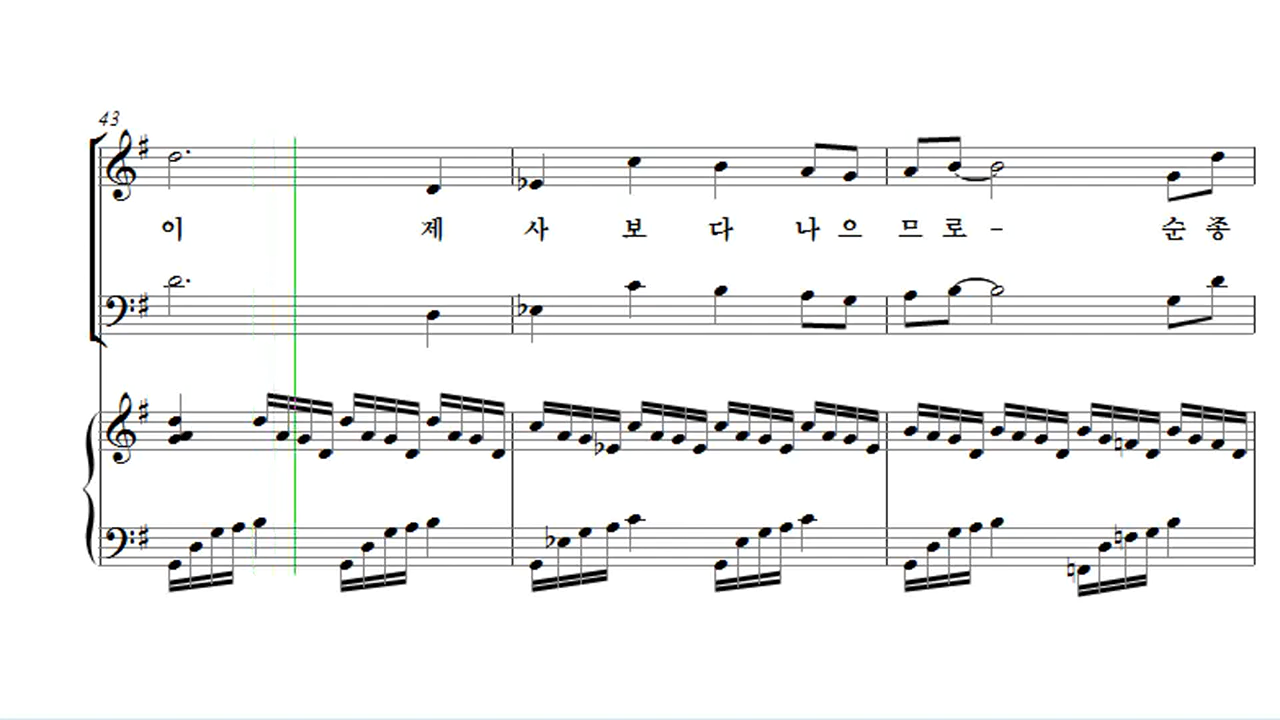 43
이 제 사 보 다 나 으 므 로 - 순 종